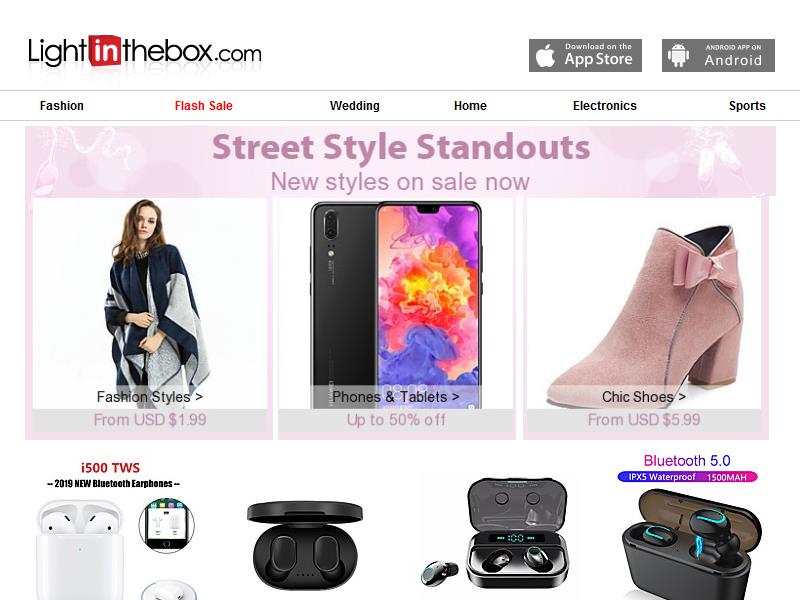 Lightinthebox.com
Download on the
App Store
ANDROID APP ON
Android
Fashion
Flash Sale
Wedding
Home
Electronics
Sports
Street Style Standouts
New styles on sale now
Fashion Styles >
From USD $1.99
Phones & Tablets >
Up to 50% off
Chic Shoes >
From USD $5.99
i500 TWS
-- 2019 NEW Bluetooth Earphones --
Bluetooth 5.0
IPX5 Waterproof 1500MAH